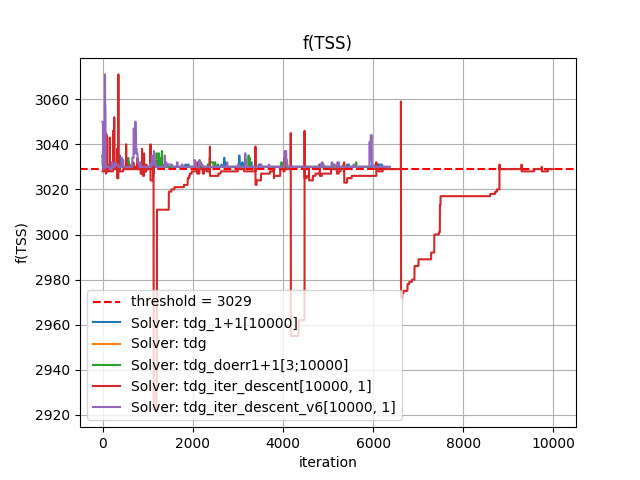 f(TSS)
f(TSS)
3060
3040
3020
3000
2980
2960
2940
2920
threshold = 3029
Solver: tdg_1+1[10000]
Solver: tdg
Solver: tdg_doerr1+1[3;10000]
Solver: tdg_iter_descent[10000, 1]
Solver: tdg_iter_descent_v6[10000, 1]
0 2000 4000 6000 8000 10000
iteration